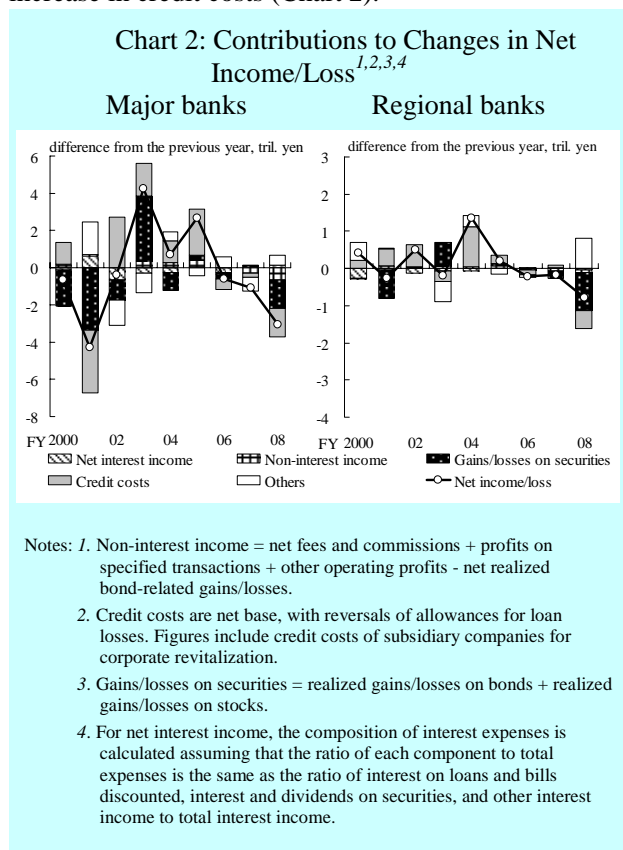 increase in credit costs (Chart 2).
Chart 2: Contributions to Changes in Net
Income/Loss1,2,3,4
Major banks
Regional banks
difference from the previous year, tril. yen
6
4
2
0
-2
-4
-6
-8
FY 2000 02 04 06 08
difference from the previous year, tril. yen
3
2
1
0
-1
-2
-3
-4
FY 2000 02 04 06 08
Net interest income Non-interest income Gains/losses on securities
Credit costs Others Net income/loss
Notes: 1. Non-interest income = net fees and commissions + profits on
specified transactions + other operating profits - net realized
bond-related gains/losses.
2. Credit costs are net base, with reversals of allowances for loan
losses. Figures include credit costs of subsidiary companies for
corporate revitalization.
3. Gains/losses on securities = realized gains/losses on bonds + realized
gains/losses on stocks.
4. For net interest income, the composition of interest expenses is
calculated assuming that the ratio of each component to total
expenses is the same as the ratio of interest on loans and bills
discounted, interest and dividends on securities, and other interest
income to total interest income.